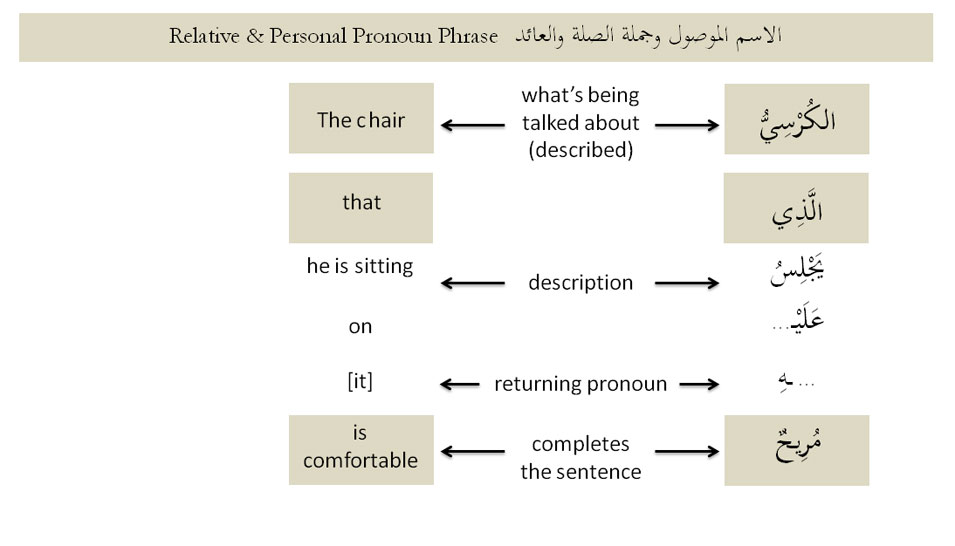 Relative & Personal Pronoun Phrase الاسم الموصول وجملة الصلة والعائد
The chair
what's being
talked about
(described)
الكُرْسِيُّ
that
الَّذِي
he is sitting
description
يَجْلِسُ
on
عَلَيْـ...
[it]
returning pronoun
...ـهِ
is
comfortable
completes
the sentence
مُرِيحٌ